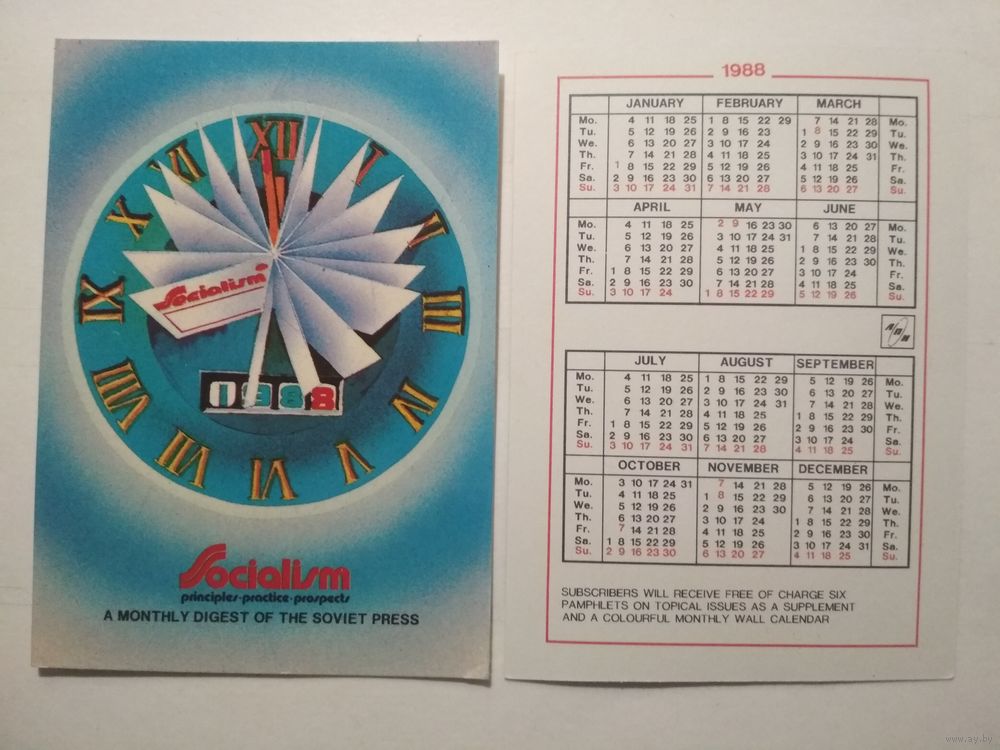 XII
I
V
III
IV
V
VI
VII
VIII
IX
X
Socialism
1988
Socialism
principles·practice·prospects
A MONTHLY DIGEST OF THE SOVIET PRESS
1988
JANUARY FEBRUARY MARCH
Mo. 4 11 18 25 1 8 15 22 29 7 14 21 28 Mo.
Tu. 5 12 19 26 2 9 16 23 1 8 15 22 29 Tu.
We. 6 13 20 27 3 10 17 24 2 9 16 23 30 We.
Th. 7 14 21 28 4 11 18 25 3 10 17 24 31 Th.
Fr. 1 8 15 22 29 5 12 19 26 4 11 18 25 Fr.
Sa. 2 9 16 23 30 6 13 20 27 5 12 19 26 Sa.
Su. 3 10 17 24 31 7 14 21 28 6 13 20 27 Su.
APRIL MAY JUNE
Mo. 4 11 18 25 2 9 16 23 30 6 13 20 27 Mo.
Tu. 5 12 19 26 3 10 17 24 31 7 14 21 28 Tu.
We. 6 13 20 27 4 11 18 25 1 8 15 22 29 We.
Th. 7 14 21 28 5 12 19 26 2 9 16 23 30 Th.
Fr. 1 8 15 22 29 6 13 20 27 3 10 17 24 Fr.
Sa. 2 9 16 23 30 7 14 21 28 4 11 18 25 Sa.
Su. 3 10 17 24 1 8 15 22 29 5 12 19 26 Su.
АПН
JULY AUGUST SEPTEMBER
Mo. 4 11 18 25 1 8 15 22 29 5 12 19 26 Mo.
Tu. 5 12 19 26 2 9 16 23 30 6 13 20 27 Tu.
We. 6 13 20 27 3 10 17 24 31 7 14 21 28 We.
Th. 7 14 21 28 4 11 18 25 1 8 15 22 29 Th.
Fr. 1 8 15 22 29 5 12 19 26 2 9 16 23 30 Fr.
Sa. 2 9 16 23 30 6 13 20 27 3 10 17 24 Sa.
Su. 3 10 17 24 31 7 14 21 28 4 11 18 25 Su.
OCTOBER NOVEMBER DECEMBER
Mo. 3 10 17 24 31 7 14 21 28 5 12 19 26 Mo.
Tu. 4 11 18 25 1 8 15 22 29 6 13 20 27 Tu.
We. 5 12 19 26 2 9 16 23 30 7 14 21 28 We.
Th. 6 13 20 27 3 10 17 24 1 8 15 22 29 Th.
Fr. 7 14 21 28 4 11 18 25 2 9 16 23 30 Fr.
Sa. 1 8 15 22 29 5 12 19 26 3 10 17 24 31 Sa.
Su. 2 9 16 23 30 6 13 20 27 4 11 18 25 Su.
SUBSCRIBERS WILL RECEIVE FREE OF CHARGE SIX
PAMPHLETS ON TOPICAL ISSUES AS A SUPPLEMENT
AND A COLOURFUL MONTHLY WALL CALENDAR
www.ay.by